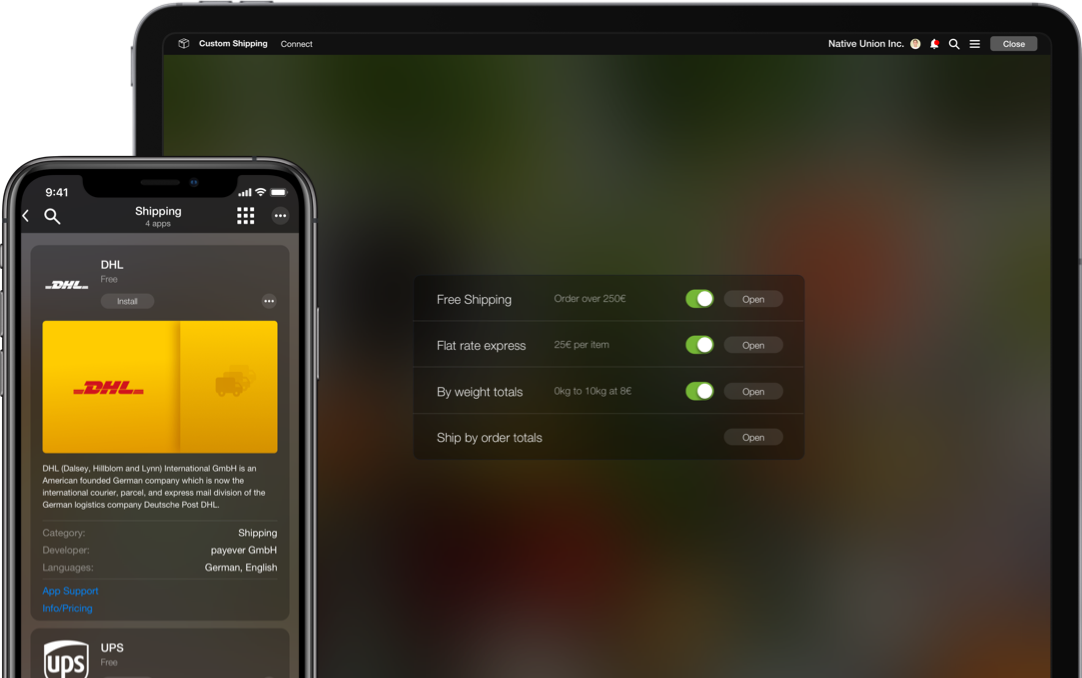 Custom Shipping Connect
Native Union Inc. Close
Free Shipping Order over 250€ Open
Flat rate express 25€ per item Open
By weight totals 0kg to 10kg at 8€ Open
Ship by order totals Open
9:41
Shipping
4 apps
DHL
DHL
Free
Install
DHL
DHL (Dalsey, Hillblom and Lynn) International GmbH is an
American founded German company which is now the
international courier, parcel, and express mail division of the
German logistics company Deutsche Post DHL.
Category: Shipping
Developer: payever GmbH
Languages: German, English
App Support
Info/Pricing
ups
UPS
Free